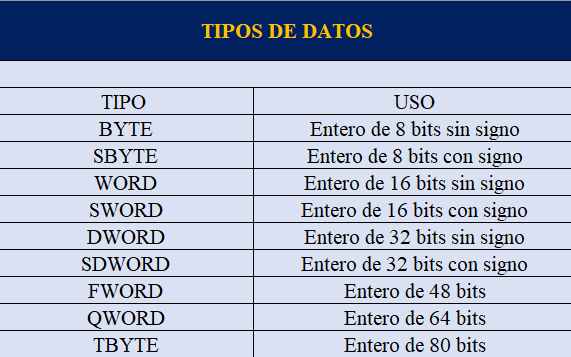 TIPOS DE DATOS
TIPO USO
BYTE Entero de 8 bits sin signo
SBYTE Entero de 8 bits con signo
WORD Entero de 16 bits sin signo
SWORD Entero de 16 bits con signo
DWORD Entero de 32 bits sin signo
SDWORD Entero de 32 bits con signo
FWORD Entero de 48 bits
QWORD Entero de 64 bits
TBYTE Entero de 80 bits